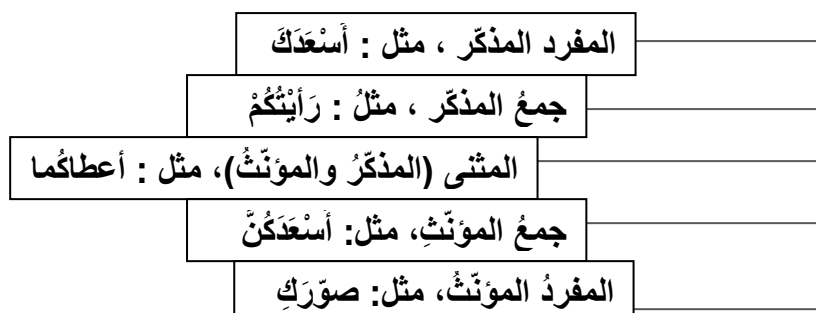 المفرد المذكّر ، مثل : أَسْعَدَكَ
جمعُ المذكّر ، مثلُ : رَأيْتُكُمْ
المثنى (المذكّرُ والمؤنّثُ)، مثل : أعطاكُما
جمعُ المؤنّثِ، مثل: أَسْعَدَكُنَّ
المفردُ المؤنّثُ، مثل: صوّرَكِ